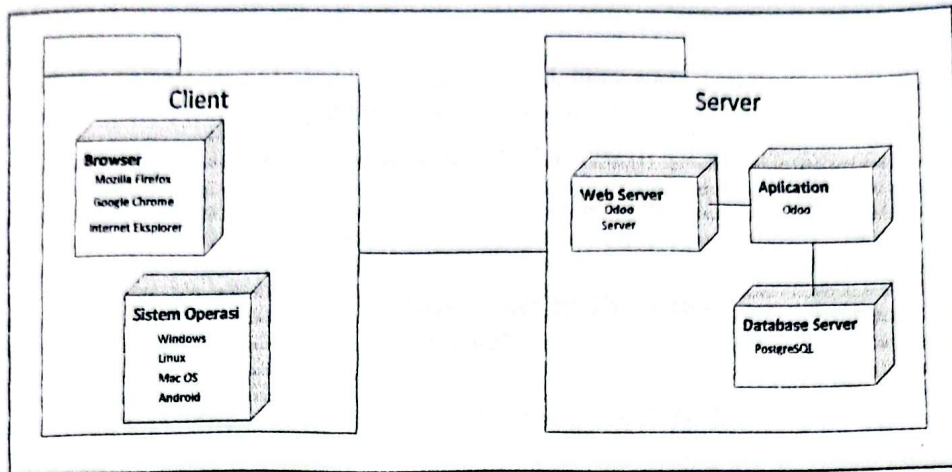 Client
Browser
Mozilla Firefox
Google Chrome
Internet Eksplorer
Sistem Operasi
Windows
Linux
Mac OS
Android
Server
Web Server
Odoo
Server
Aplication
Odoo
Database Server
PostgreSQL